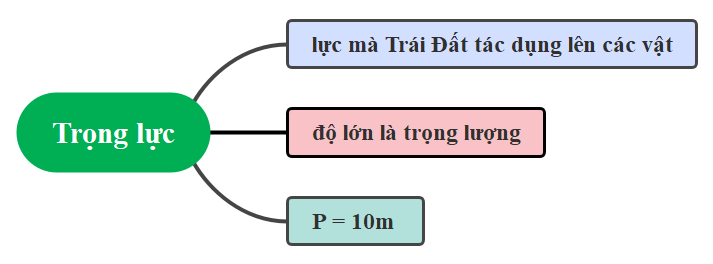 Trọng lực
lực mà Trái Đất tác dụng lên các vật
độ lớn là trọng lượng
P = 10m